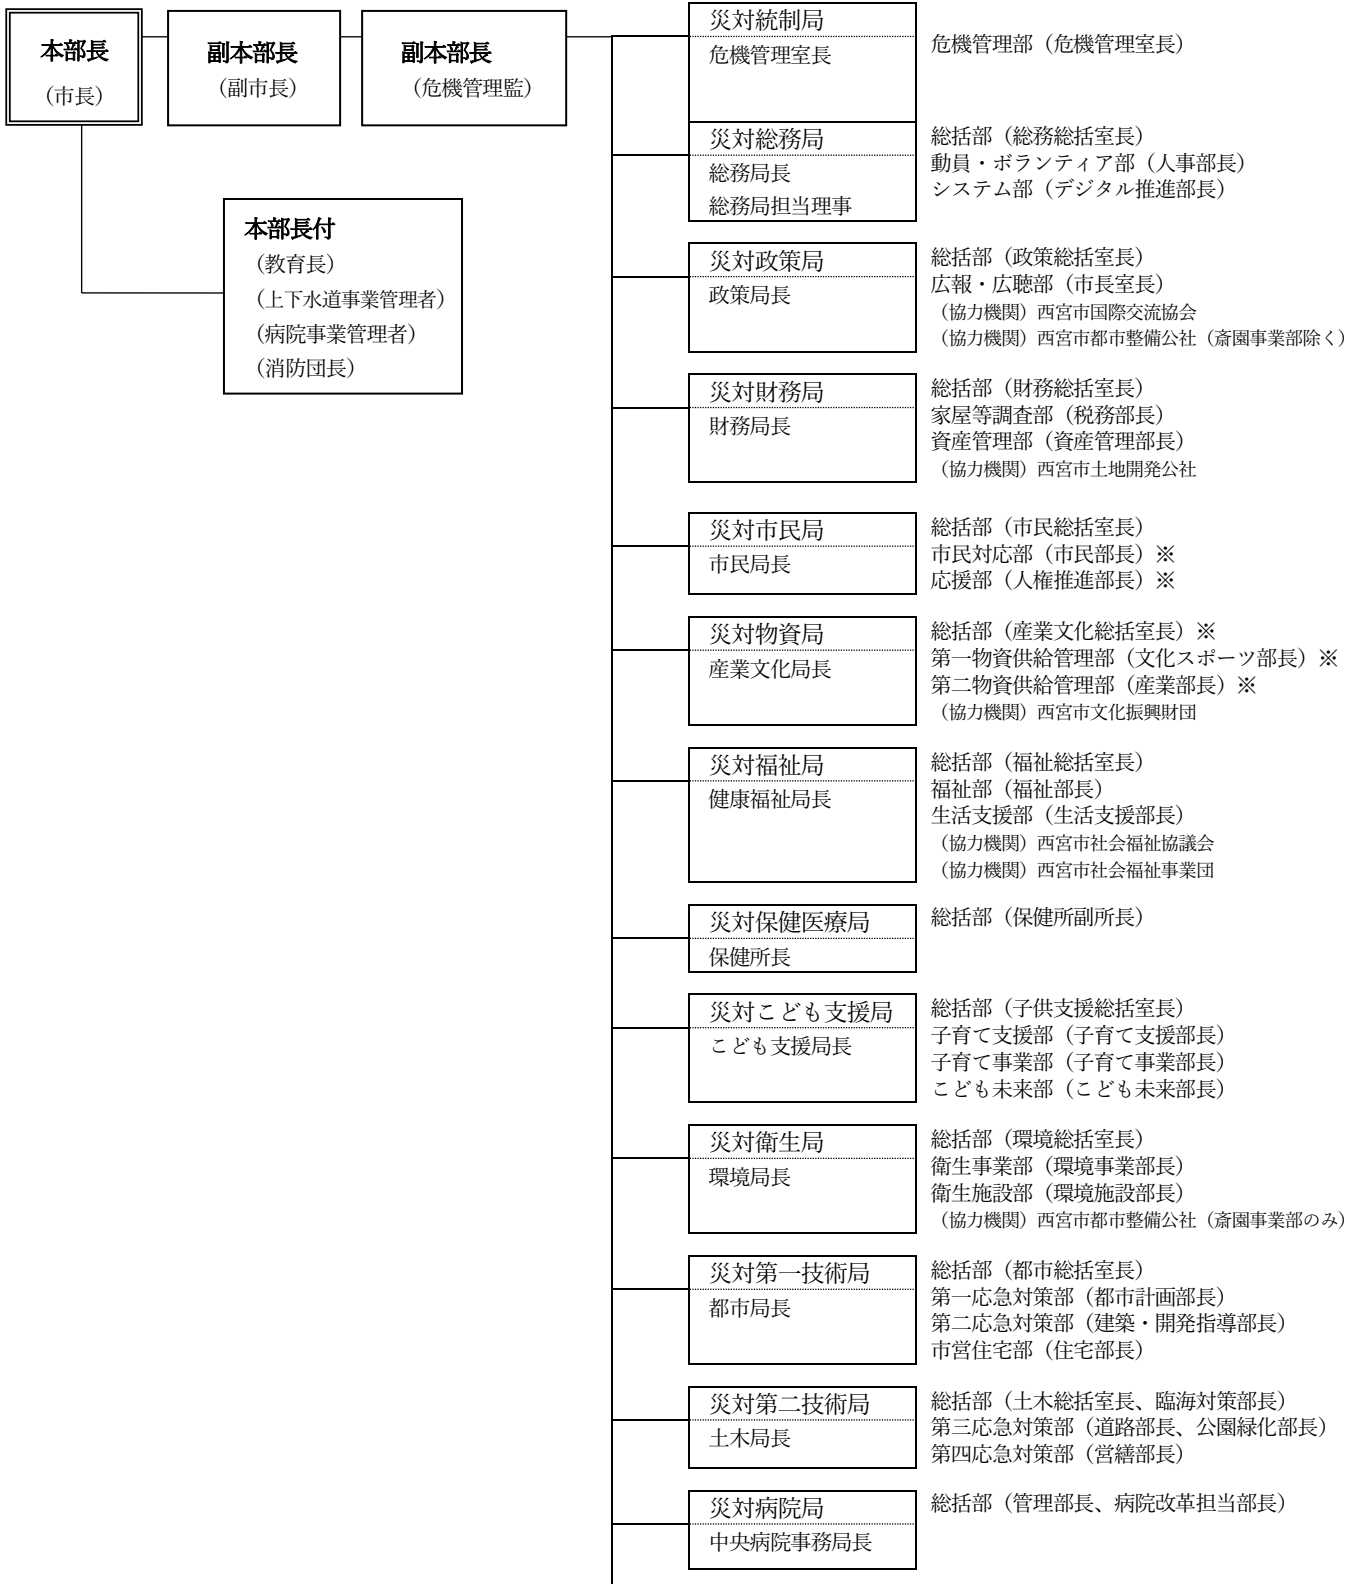 本部長
（市長）
副本部長
（副市長）
副本部長
（危機管理監）
本部長付
（教育長）
（上下水道事業管理者）
（病院事業管理者）
（消防団長）
災対統制局
危機管理室長
危機管理部（危機管理室長）
災対総務局
総務局長
総務局担当理事
総括部（総務総括室長）
動員・ボランティア部（人事部長）
システム部（デジタル推進部長）
災対政策局
政策局長
総括部（政策総括室長）
広報・広聴部（市長室長）
（協力機関）西宮市国際交流協会
（協力機関）西宮市都市整備公社（斎園事業部除く）
災対財務局
財務局長
総括部（財務総括室長）
家屋等調査部（税務部長）
資産管理部（資産管理部長）
（協力機関）西宮市土地開発公社
災対市民局
市民局長
総括部（市民総括室長）
市民対応部（市民部長）※
応援部（人権推進部長）※
災対物資局
産業文化局長
総括部（産業文化総括室長）※
第一物資供給管理部（文化スポーツ部長）※
第二物資供給管理部（産業部長）※
（協力機関）西宮市文化振興財団
災対福祉局
健康福祉局長
総括部（福祉総括室長）
福祉部（福祉部長）
生活支援部（生活支援部長）
（協力機関）西宮市社会福祉協議会
（協力機関）西宮市社会福祉事業団
災対保健医療局
保健所長
総括部（保健所副所長）
災対こども支援局
こども支援局長
総括部（子供支援総括室長）
子育て支援部（子育て支援部長）
子育て事業部（子育て事業部長）
こども未来部（こども未来部長）
災対衛生局
環境局長
総括部（環境総括室長）
衛生事業部（環境事業部長）
衛生施設部（環境施設部長）
（協力機関）西宮市都市整備公社（斎園事業部のみ）
災対第一技術局
都市局長
総括部（都市総括室長）
第一応急対策部（都市計画部長）
第二応急対策部（建築・開発指導部長）
市営住宅部（住宅部長）
災対第二技術局
土木局長
総括部（土木総括室長、臨海対策部長）
第三応急対策部（道路部長、公園緑化部長）
第四応急対策部（営繕部長）
災対病院局
中央病院事務局長
総括部（管理部長、病院改革担当部長）